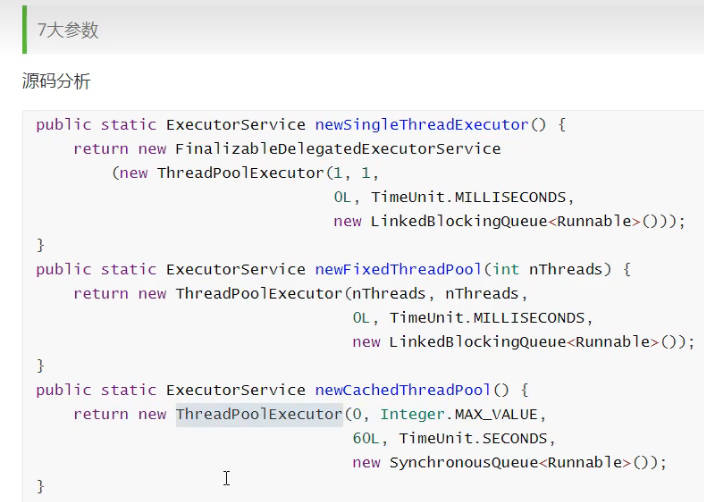 7大参数
源码分析
public static ExecutorService newSingleThreadExecutor() {
    return new FinalizableDelegatedExecutorService
        (new ThreadPoolExecutor(1, 1,
                                0L, TimeUnit.MILLISECONDS,
                                new LinkedBlockingQueue<Runnable>()));
}
public static ExecutorService newFixedThreadPool(int nThreads) {
    return new ThreadPoolExecutor(nThreads, nThreads,
                                  0L, TimeUnit.MILLISECONDS,
                                  new LinkedBlockingQueue<Runnable>());
}
public static ExecutorService newCachedThreadPool() {
    return new ThreadPoolExecutor(0, Integer.MAX_VALUE,
                                  60L, TimeUnit.SECONDS,
                                  new SynchronousQueue<Runnable>());
}